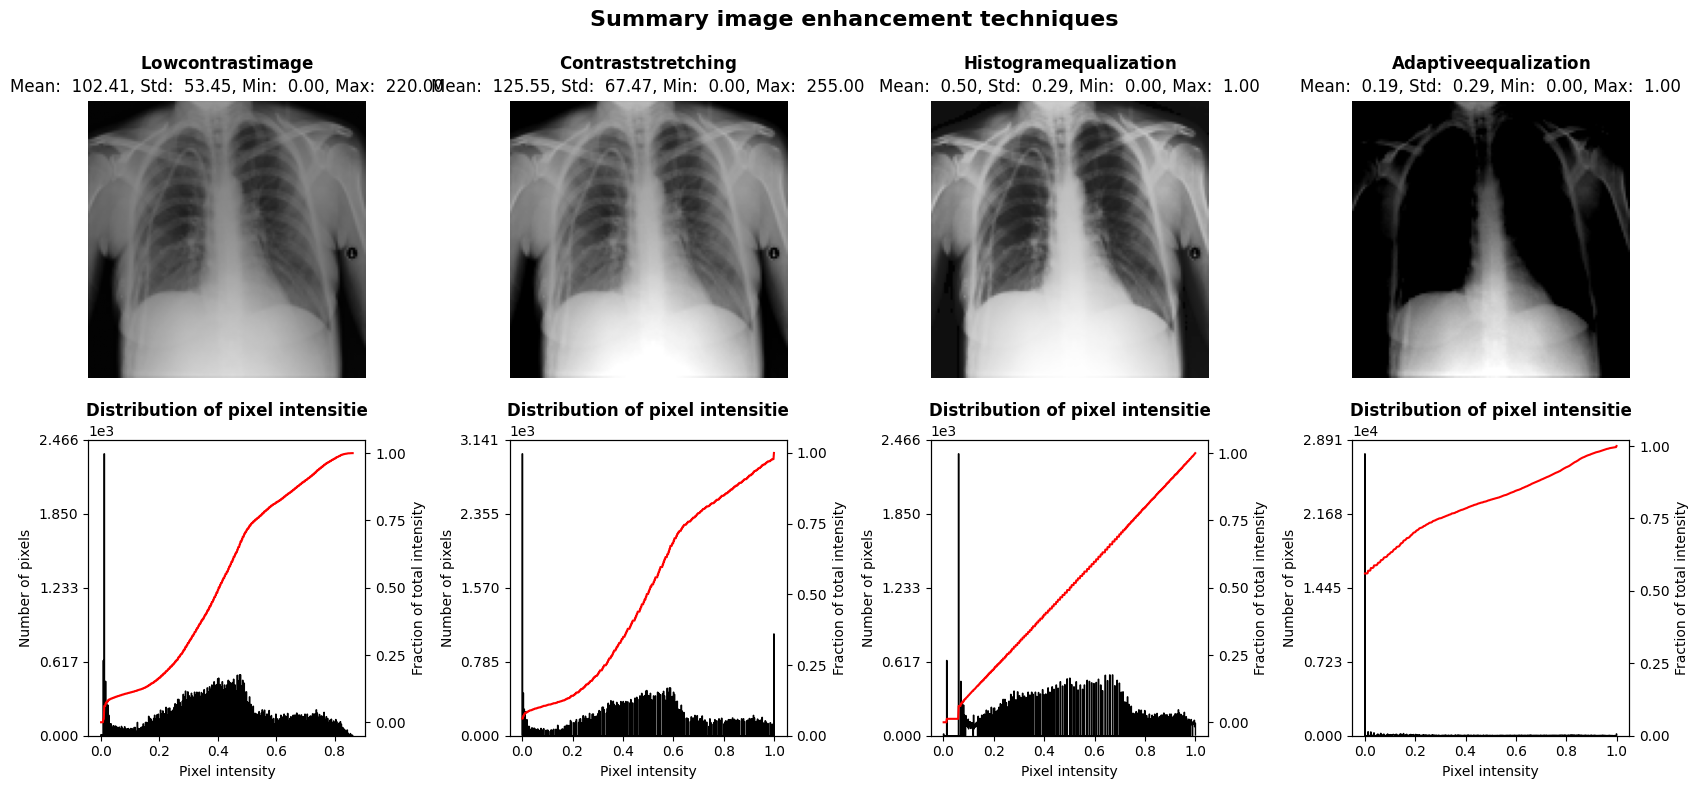 Summary image enhancement techniques
Lowcontrastimage
Mean:  102.41, Std:  53.45, Min:  0.00, Max:  220.00
Contraststretching
Mean:  125.55, Std:  67.47, Min:  0.00, Max:  255.00
Histogramequalization
Mean:  0.50, Std:  0.29, Min:  0.00, Max:  1.00
Adaptiveequalization
Mean:  0.19, Std:  0.29, Min:  0.00, Max:  1.00
Distribution of pixel intensitie
1e3
2.466
1.850
1.233
0.617
0.000
Number of pixels
0.0 0.2 0.4 0.6 0.8
Pixel intensity
1.00
0.75
0.50
0.25
0.00
Fraction of total intensity
Distribution of pixel intensitie
1e3
3.141
2.355
1.570
0.785
0.000
Number of pixels
0.0 0.2 0.4 0.6 0.8 1.0
Pixel intensity
1.00
0.75
0.50
0.25
0.00
Fraction of total intensity
Distribution of pixel intensitie
1e3
2.466
1.850
1.233
0.617
0.000
Number of pixels
0.0 0.2 0.4 0.6 0.8 1.0
Pixel intensity
1.00
0.75
0.50
0.25
0.00
Fraction of total intensity
Distribution of pixel intensitie
1e4
2.891
2.168
1.445
0.723
0.000
Number of pixels
0.0 0.2 0.4 0.6 0.8 1.0
Pixel intensity
1.00
0.75
0.50
0.25
0.00
Fraction of total intensity